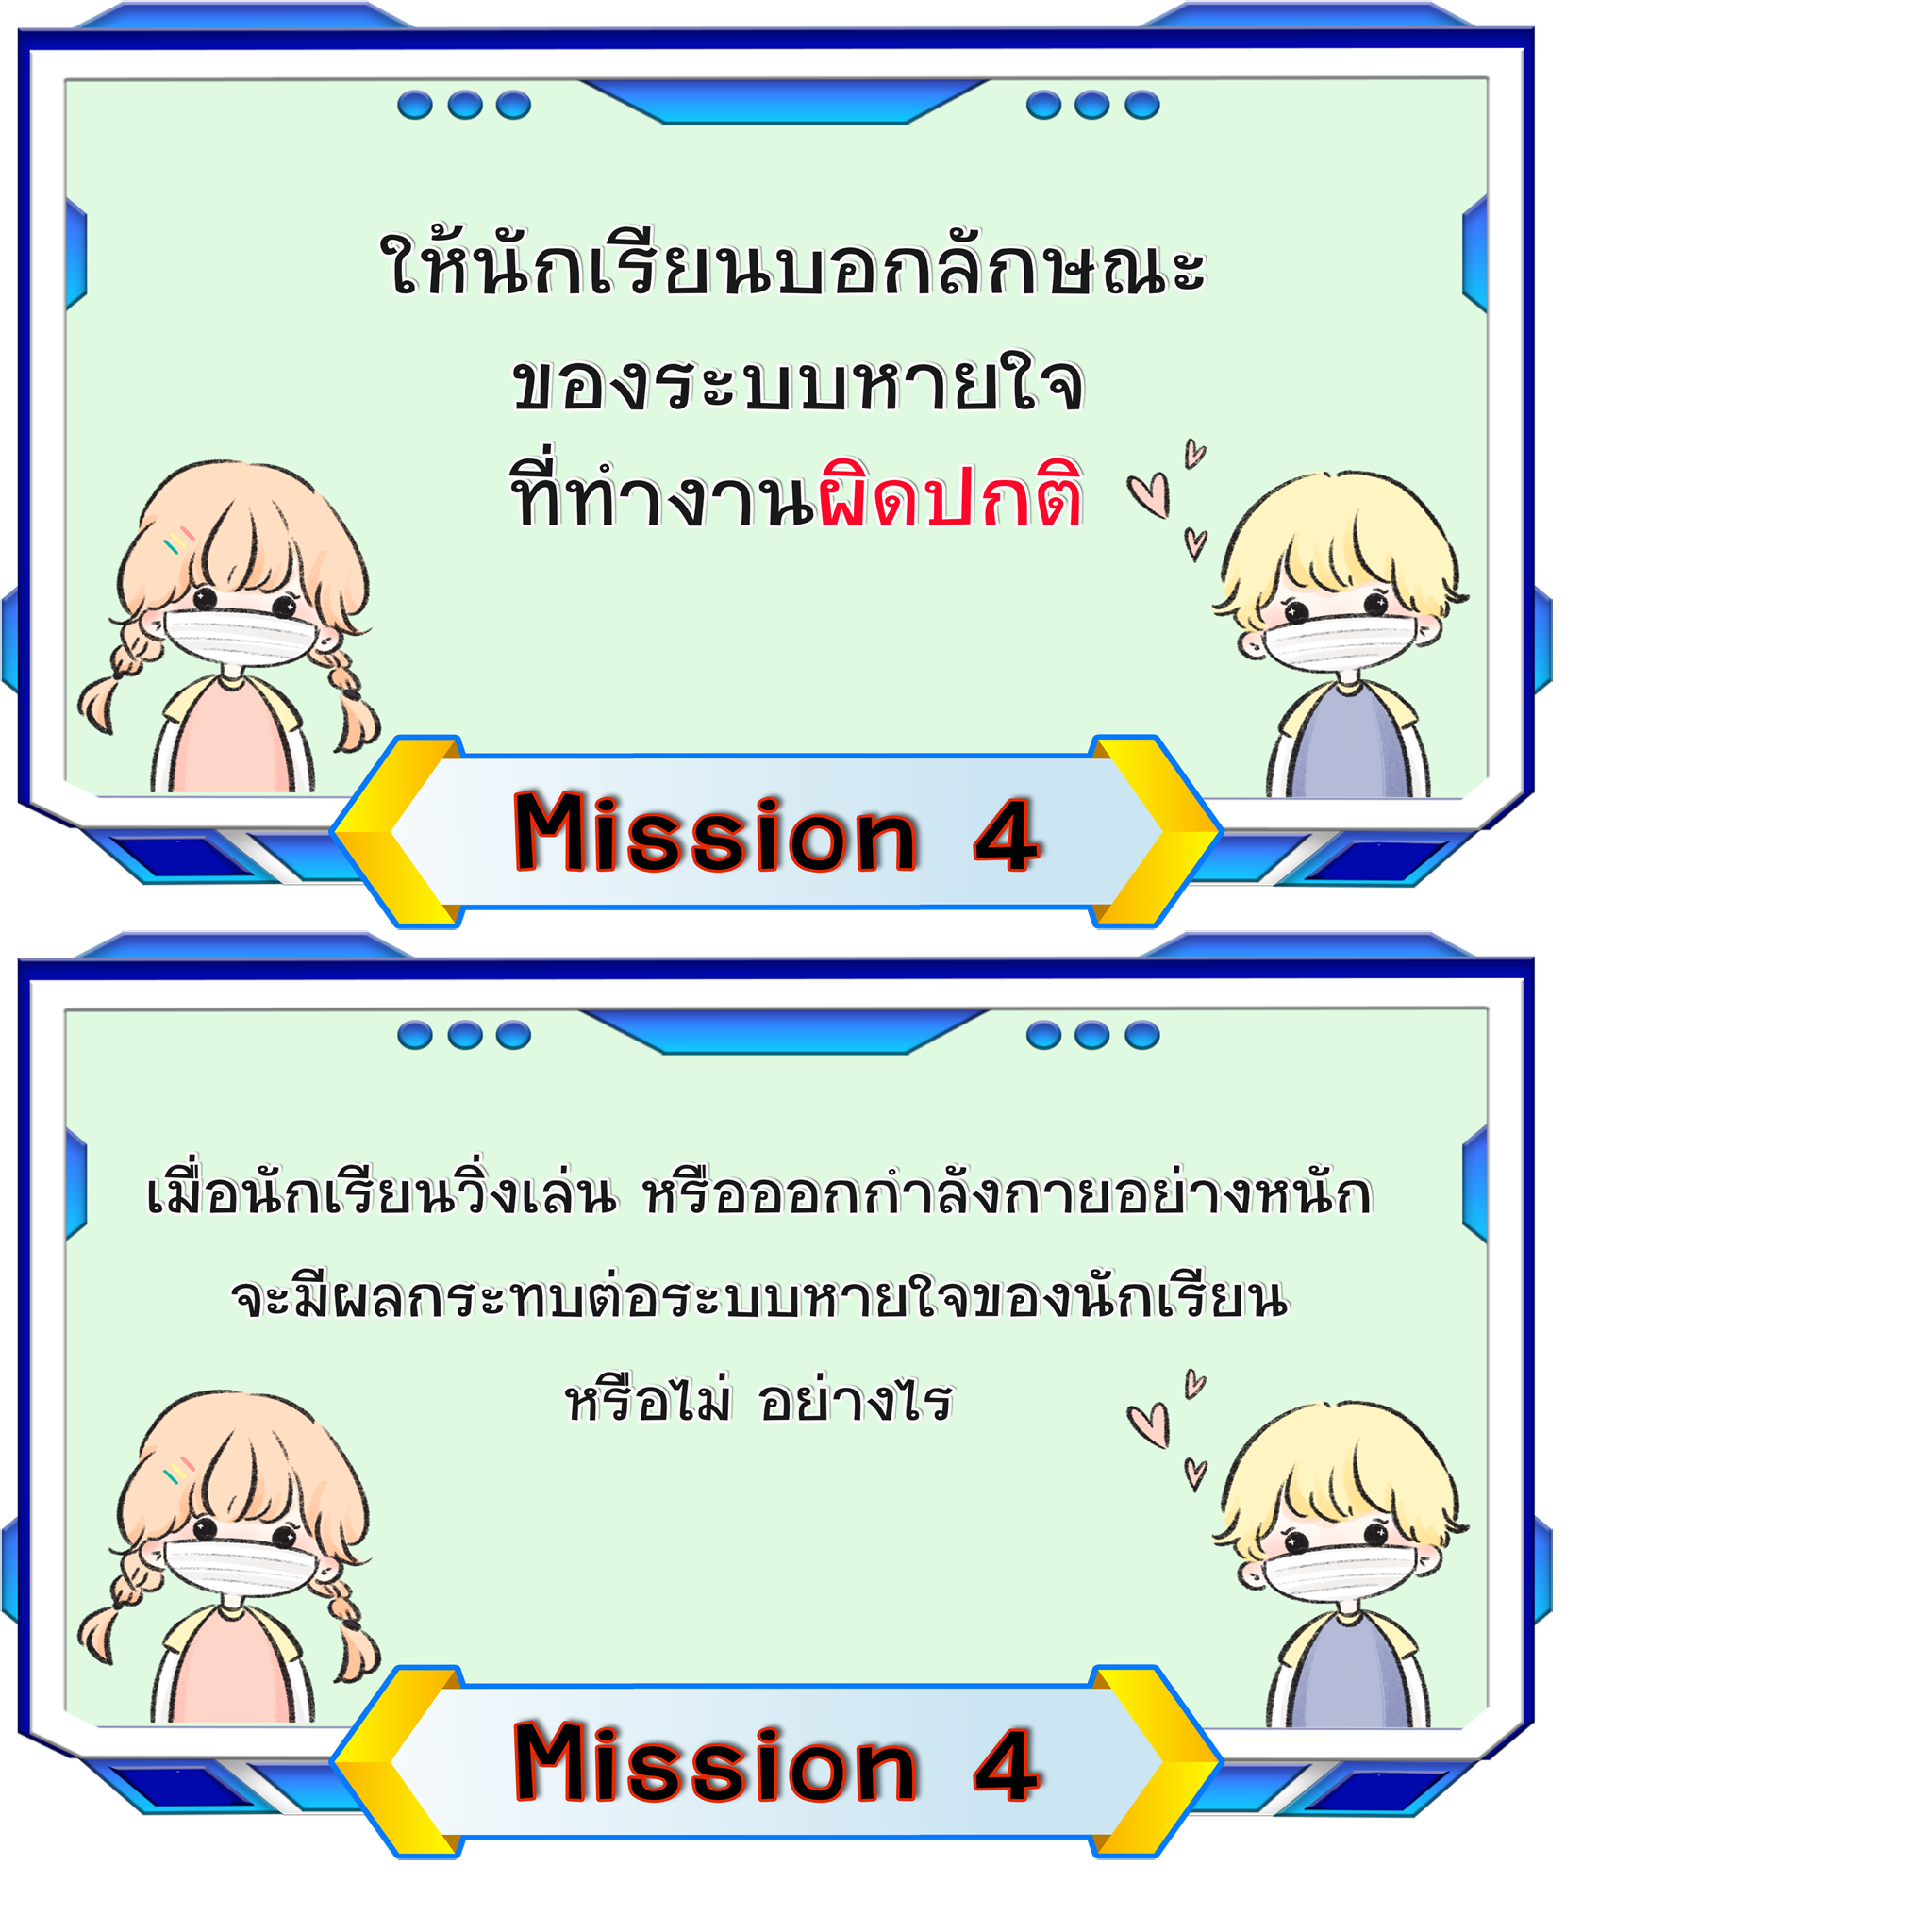 ให้นักเรียนบอกลักษณะ
ของระบบหายใจ
ที่ทำงานผิดปกติ
Mission 4
เมื่อนักเรียนวิ่งเล่น หรือออกกำลังกายอย่างหนัก
จะมีผลกระทบต่อระบบหายใจของนักเรียน
หรือไม่ อย่างไร
Mission 4